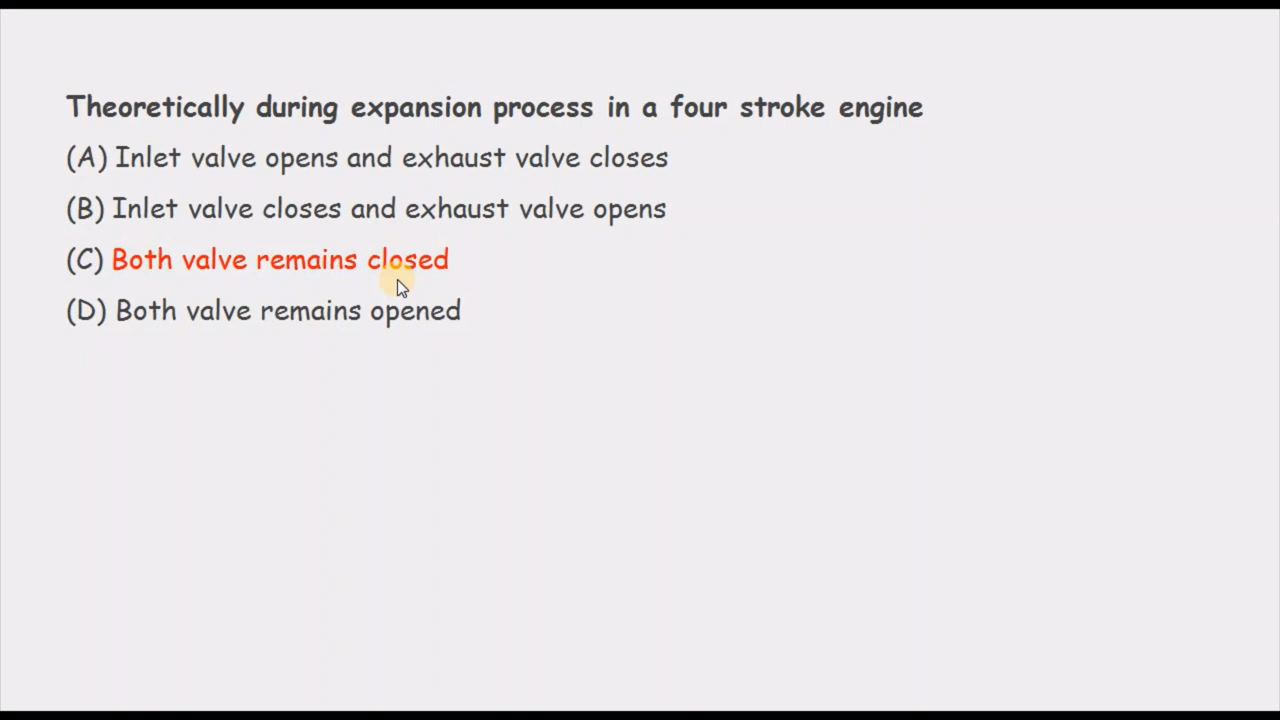 Theoretically during expansion process in a four stroke engine
(A) Inlet valve opens and exhaust valve closes
(B) Inlet valve closes and exhaust valve opens
(C) Both valve remains closed
(D) Both valve remains opened